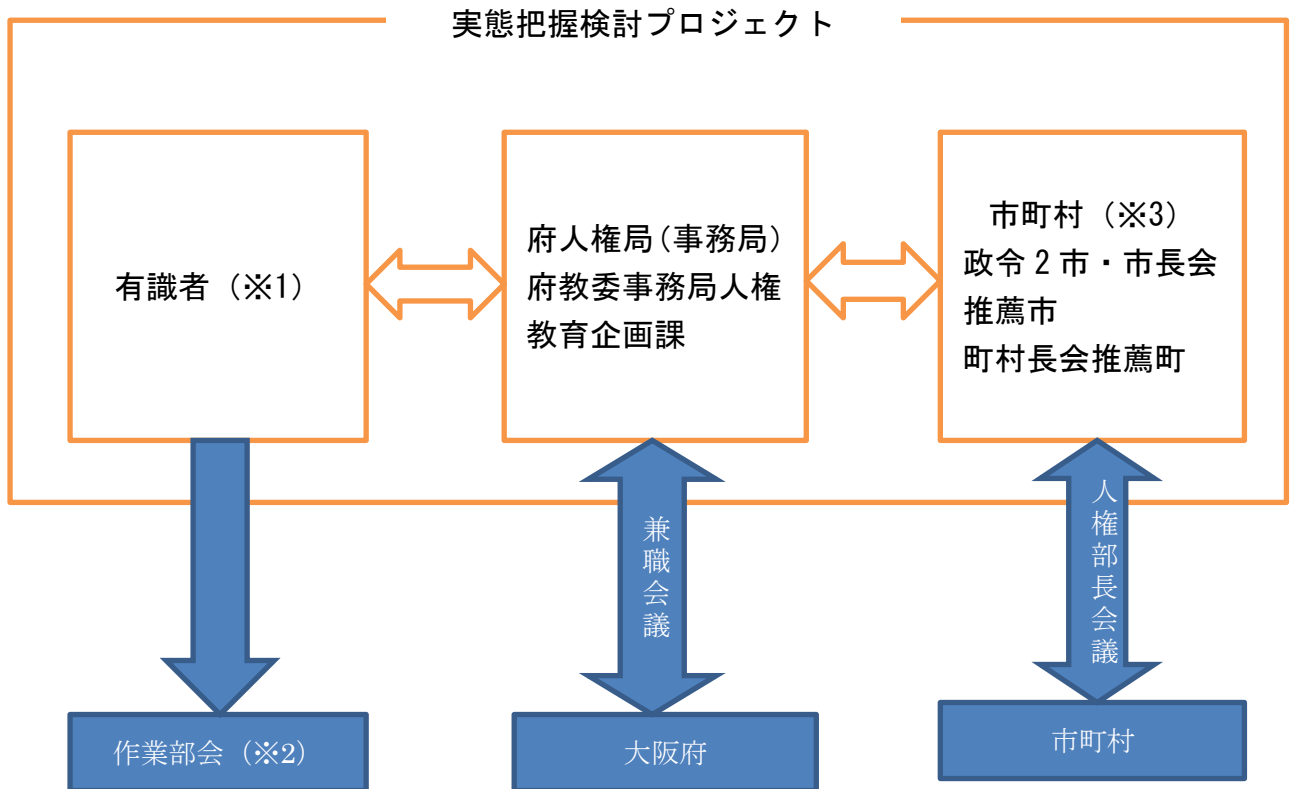 実態把握検討プロジェクト
有識者（※1）
府人権局（事務局）
府教委事務局人権
教育企画課
市町村（※3）
政令２市・市長会
推薦市
町村長会推薦町
兼職会議
人権部長会議
作業部会（※2）
大阪府
市町村